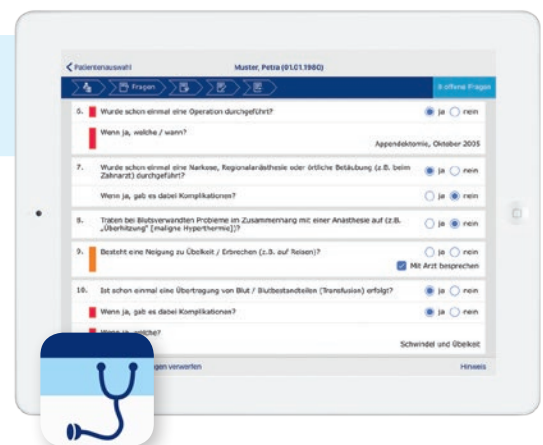 Patientenauswahl
Muster, Petra (01.01.1980)
Fragen
9 offene Fragen
6. Wurde schon einmal eine Operation durchgeführt? ja nein
Wenn ja, welche / wann?
Appendektomie, Oktober 2005
7. Wurde schon einmal eine Narkose, Regionalanästhesie oder örtliche Betäubung (z.B. beim
Zahnarzt) durchgeführt? ja nein
Wenn ja, gab es dabei Komplikationen? ja nein
8. Traten bei Blutsverwandten Probleme im Zusammenhang mit einer Anästhesie auf (z.B.
„Überhitzung" [maligne Hyperthermie])? ja nein
9. Besteht eine Neigung zu Übelkeit / Erbrechen (z.B. auf Reisen)? ja nein
Mit Arzt besprechen
10. Ist schon einmal eine Übertragung von Blut / Blutbestandteilen (Transfusion) erfolgt? ja nein
Wenn ja, gab es dabei Komplikationen? ja nein
Wenn ja, welche?
Schwindel und Übelkeit
verwerfen
Hinweis